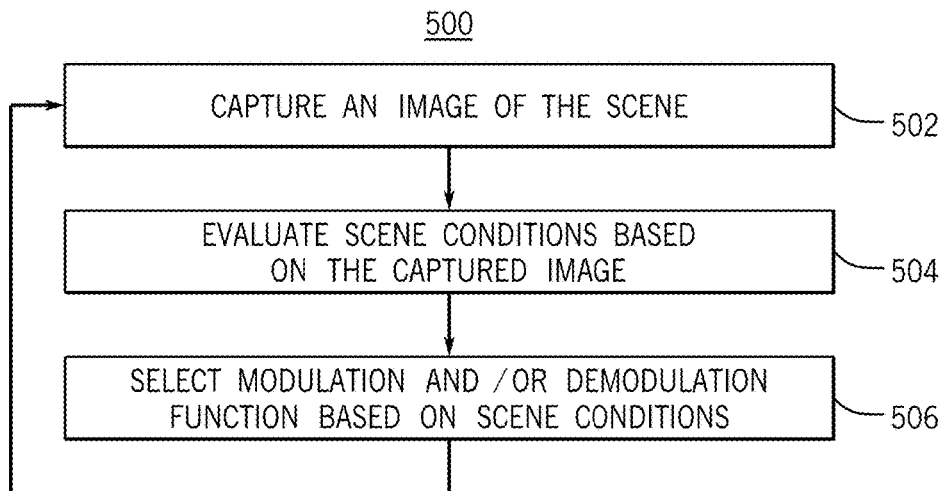 500
CAPTURE AN IMAGE OF THE SCENE
502
EVALUATE SCENE CONDITIONS BASED
ON THE CAPTURED IMAGE
504
SELECT MODULATION AND /OR DEMODULATION
FUNCTION BASED ON SCENE CONDITIONS
506